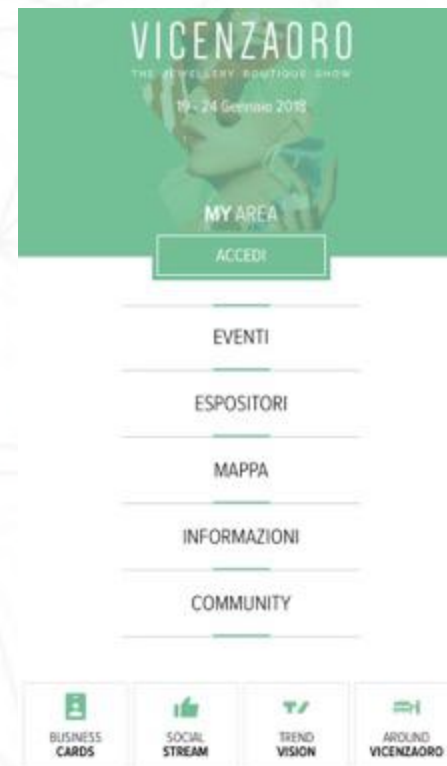 VICENZAORO
THE JEWELLERY BOUTIQUE SHOW
19 - 24 Gennaio 2018
MY AREA
ACCEDI
EVENTI
ESPOSITORI
MAPPA
INFORMAZIONI
COMMUNITY
BUSINESS
CARDS
SOCIAL
STREAM
TREND
VISION
AROUND
VICENZAORO